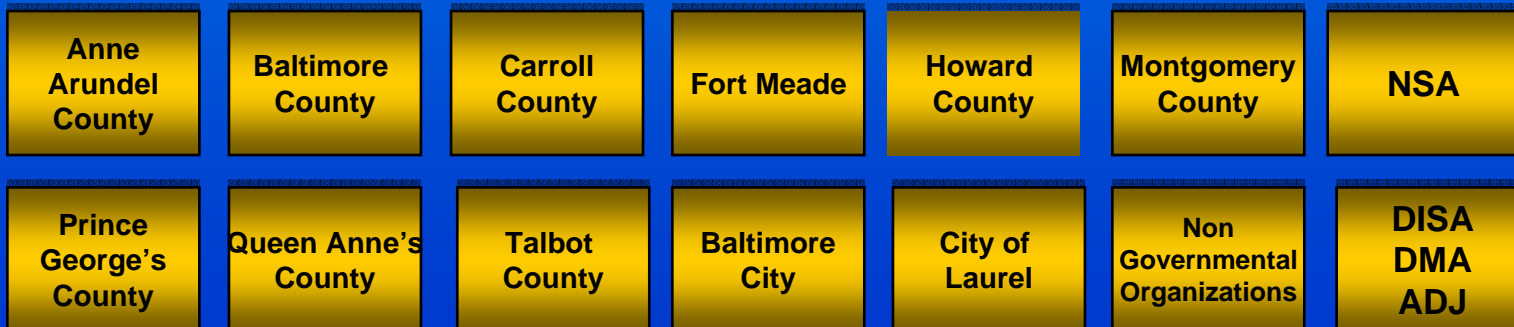 Anne
Arundel
County
Baltimore
County
Carroll
County
Fort Meade
Howard
County
Montgomery
County
NSA
Prince
George's
County
Queen Anne's
County
Talbot
County
Baltimore
City
City of
Laurel
Non
Governmental
Organizations
DISA
DMA
ADJ